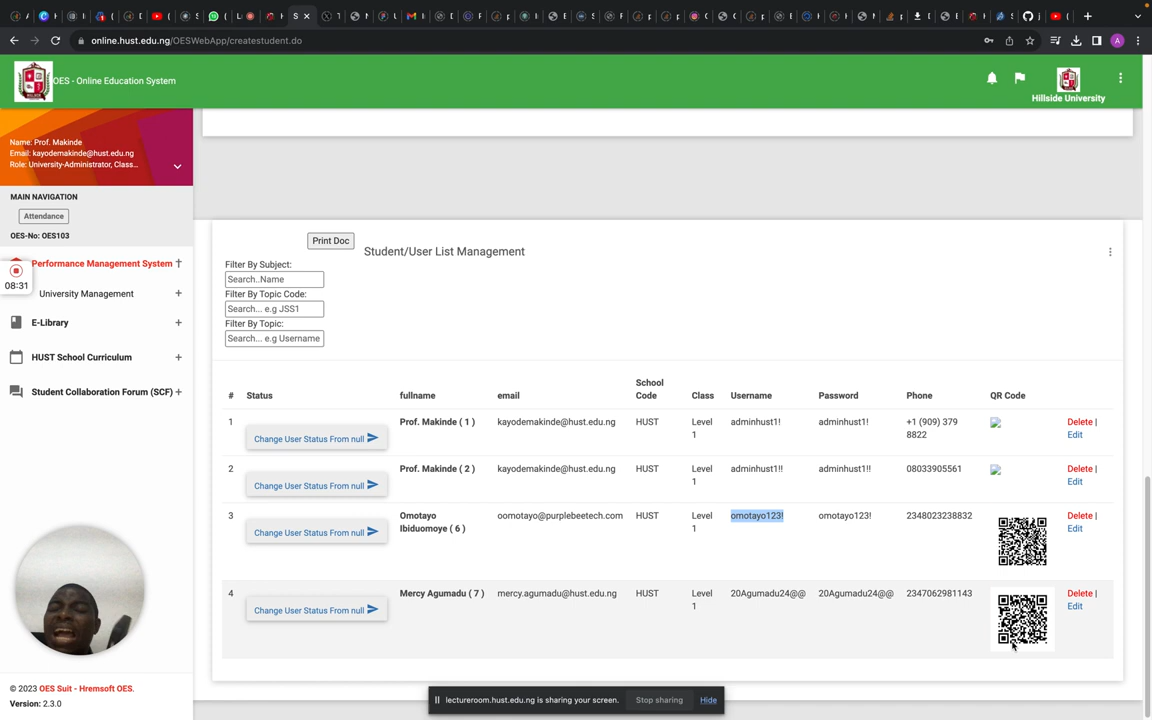 online.hust.edu.ng/OESWebApp/createstudent.do
OES - Online Education System
Hillside University
Name: Prof. Makinde
Email: kayodemakinde@hust.edu.ng
Role: University-Administrator, Class...
MAIN NAVIGATION
Attendance
OES-No: OES103
Performance Management System
08:31
University Management
E-Library
HUST School Curriculum
Student Collaboration Forum (SCF)
Print Doc
Student/User List Management
Filter By Subject:
Search..Name
Filter By Topic Code:
Search... e.g JSS1
Filter By Topic:
Search... e.g Username
# Status fullname email School Code Class Username Password Phone QR Code
1 Change User Status From null Prof. Makinde ( 1 ) kayodemakinde@hust.edu.ng HUST Level 1 adminhust1! adminhust1! +1 (909) 379 8822 Delete | Edit
2 Change User Status From null Prof. Makinde ( 2 ) kayodemakinde@hust.edu.ng HUST Level 1 adminhust1!! adminhust1!! 08033905561 Delete | Edit
3 Change User Status From null Omotayo Ibiduomoye ( 6 ) oomotayo@purplebeetech.com HUST Level 1 omotayo123! omotayo123! 2348023238832 Delete | Edit
4 Change User Status From null Mercy Agumadu ( 7 ) mercy.agumadu@hust.edu.ng HUST Level 1 20Agumadu24@@ 20Agumadu24@@ 2347062981143 Delete | Edit
© 2023 OES Suit - Hremsoft OES.
Version: 2.3.0
lectureroom.hust.edu.ng is sharing your screen.
Stop sharing
Hide